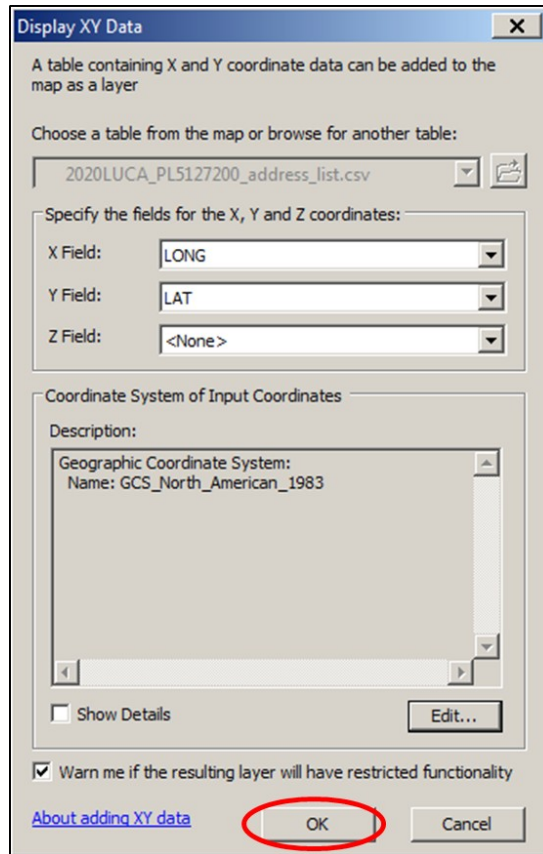 Display XY Data
A table containing X and Y coordinate data can be added to the
map as a layer
Choose a table from the map or browse for another table:
2020LUCA_PL5127200_address_list.csv
Specify the fields for the X, Y and Z coordinates:
X Field:
LONG
Y Field:
LAT
Z Field:
<None>
Coordinate System of Input Coordinates
Description:
Geographic Coordinate System:
Name: GCS_North_American_1983
Show Details
Edit...
Warn me if the resulting layer will have restricted functionality
About adding XY data
OK
Cancel